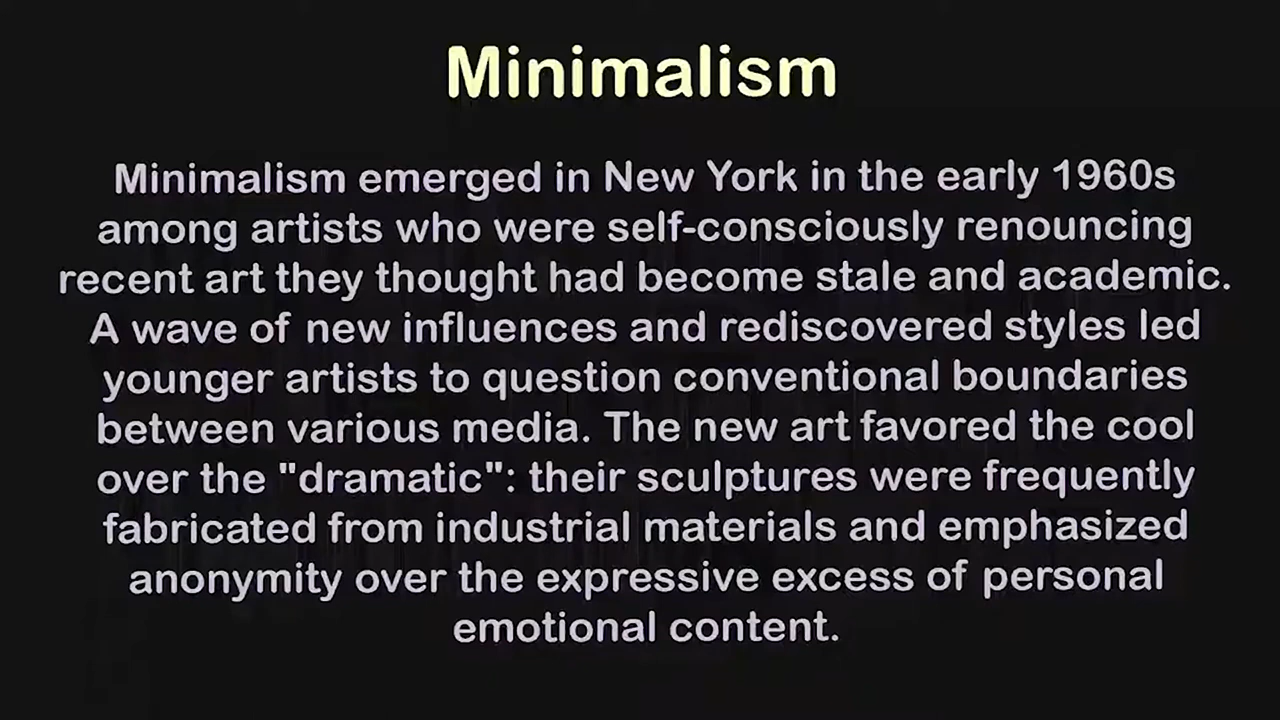 Minimalism
Minimalism emerged in New York in the early 1960s
among artists who were self-consciously renouncing
recent art they thought had become stale and academic.
A wave of new influences and rediscovered styles led
younger artists to question conventional boundaries
between various media. The new art favored the cool
over the "dramatic": their sculptures were frequently
fabricated from industrial materials and emphasized
anonymity over the expressive excess of personal
emotional content.